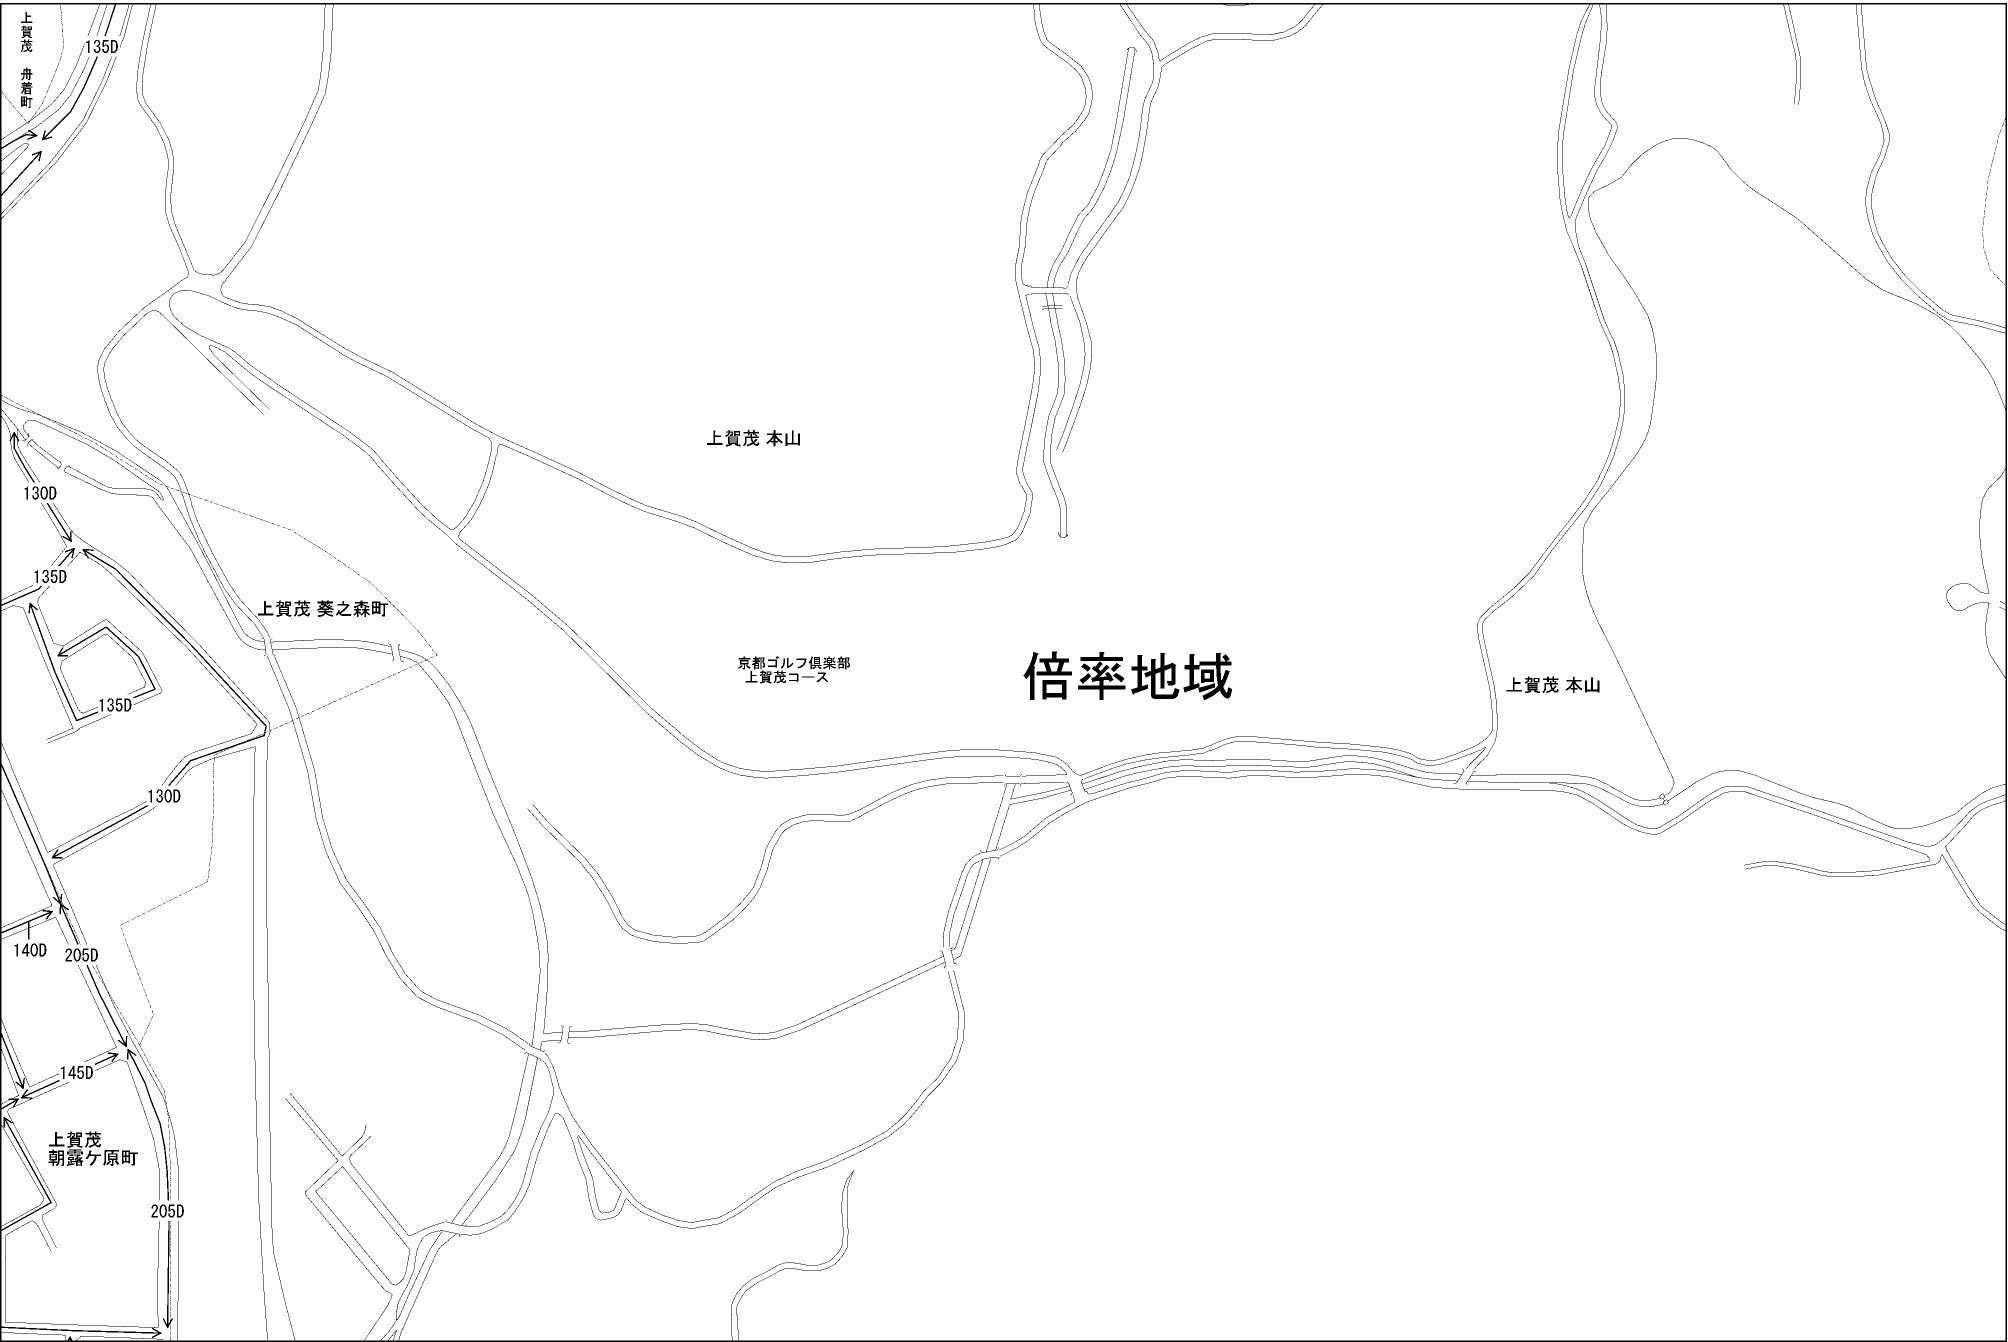 上賀茂 舟着町
135D
上賀茂 本山
130D
135D
上賀茂 葵之森町
京都ゴルフ倶楽部
上賀茂コース
倍率地域
上賀茂 本山
135D
130D
140D
205D
145D
上賀茂
朝露ケ原町
205D